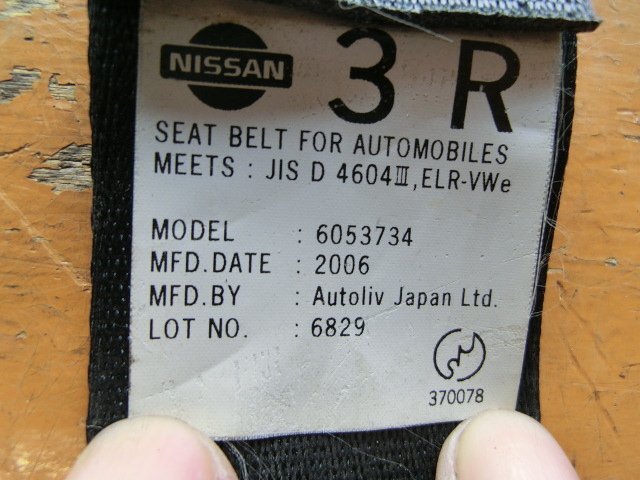 NISSAN 3 R
SEAT BELT FOR AUTOMOBILES
MEETS : JIS D 4604Ⅲ, ELR-VWe
MODEL : 6053734
MFD.DATE : 2006
MFD.BY : Autoliv Japan Ltd.
LOT NO. : 6829
370078